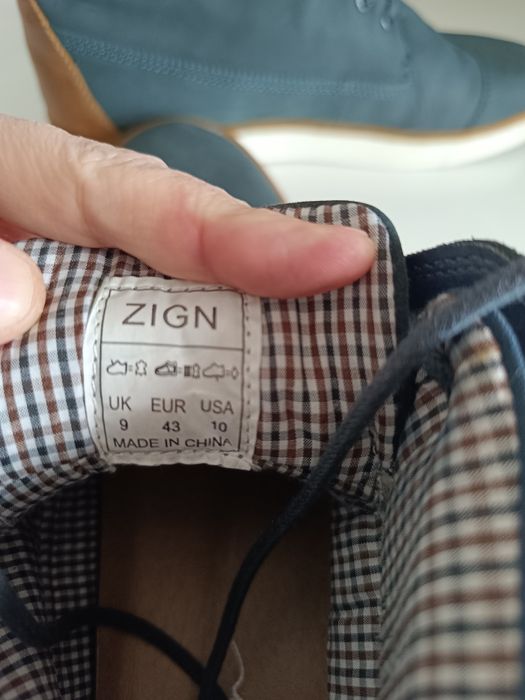 ZIGN
UK EUR USA
9 43 10
MADE IN CHINA